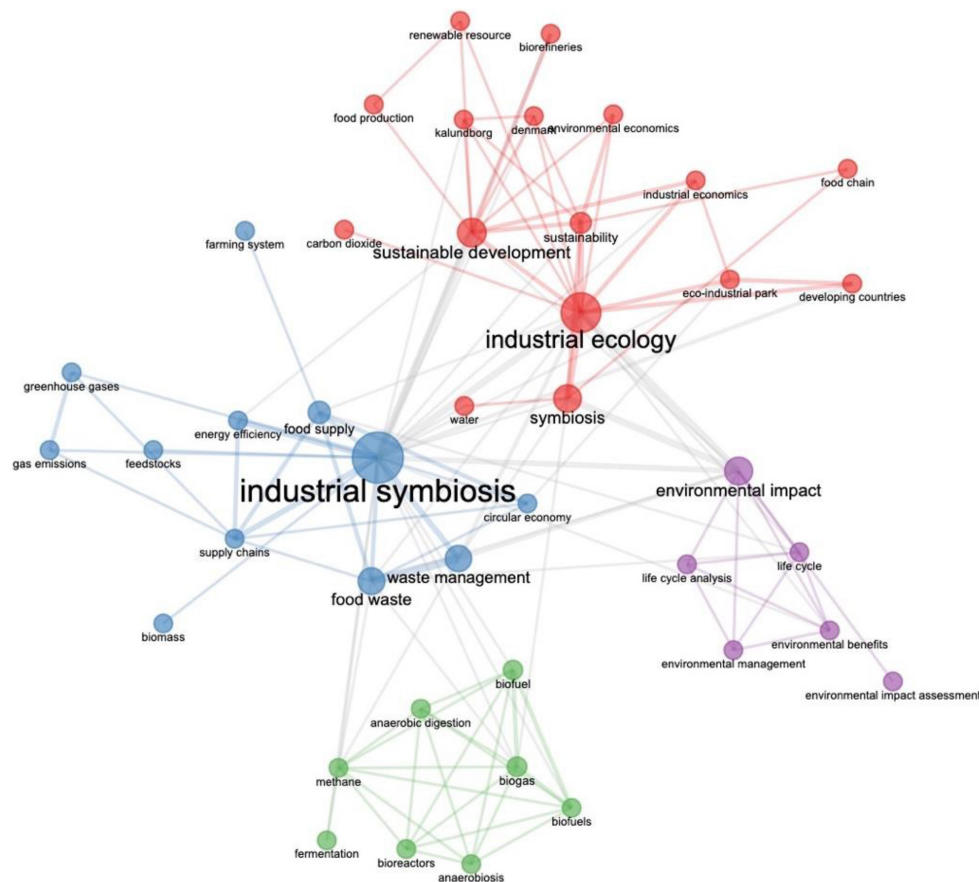 renewable resource
biorefineries
food production
kalundborg
denmark
environmental economics
industrial economics
food chain
farming system
carbon dioxide
sustainable development
sustainability
eco-industrial park
developing countries
industrial ecology
greenhouse gases
water
symbiosis
energy efficiency
food supply
gas emissions
feedstocks
environmental impact
industrial symbiosis
circular economy
supply chains
waste management
life cycle
life cycle analysis
food waste
biomass
environmental benefits
environmental management
biofuel
environmental impact assessment
anaerobic digestion
methane
biogas
biofuels
fermentation
bioreactors
anaerobiosis